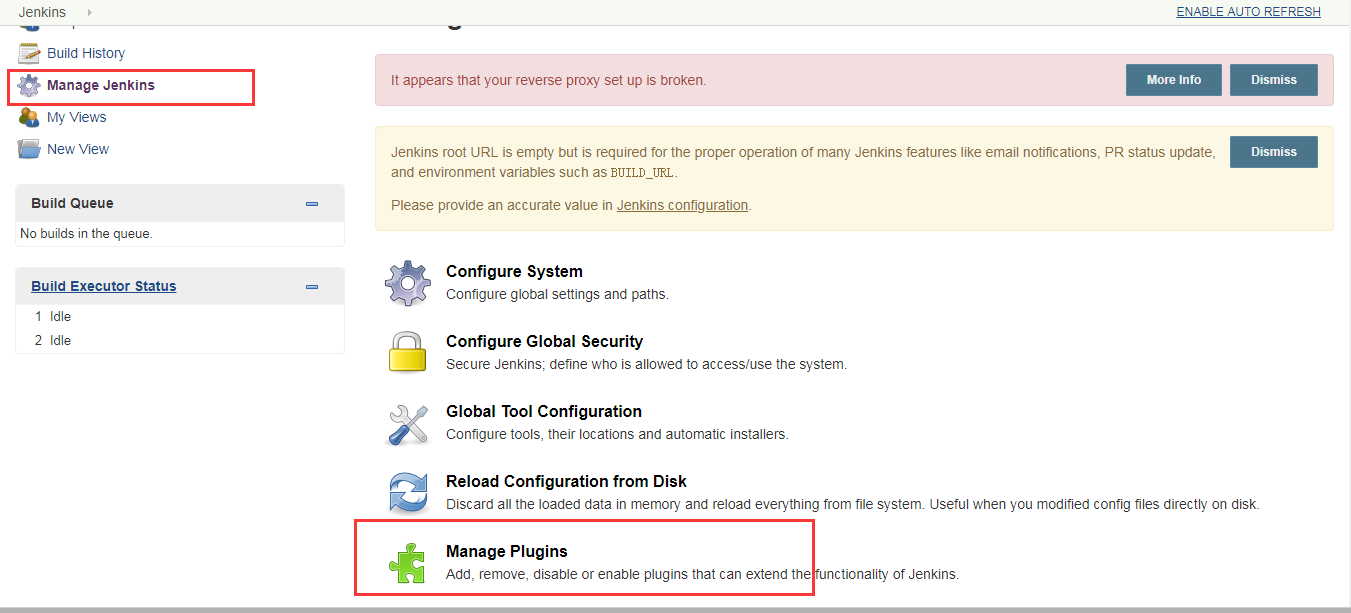 Jenkins
ENABLE AUTO REFRESH
Build History
Manage Jenkins
My Views
New View
Build Queue
No builds in the queue.
Build Executor Status
1 Idle
2 Idle
It appears that your reverse proxy set up is broken.
More Info
Dismiss
Jenkins root URL is empty but is required for the proper operation of many Jenkins features like email notifications, PR status update,
and environment variables such as BUILD_URL.
Dismiss
Please provide an accurate value in Jenkins configuration.
Configure System
Configure global settings and paths.
Configure Global Security
Secure Jenkins; define who is allowed to access/use the system.
Global Tool Configuration
Configure tools, their locations and automatic installers.
Reload Configuration from Disk
Discard all the loaded data in memory and reload everything from file system. Useful when you modified config files directly on disk.
Manage Plugins
Add, remove, disable or enable plugins that can extend the functionality of Jenkins.